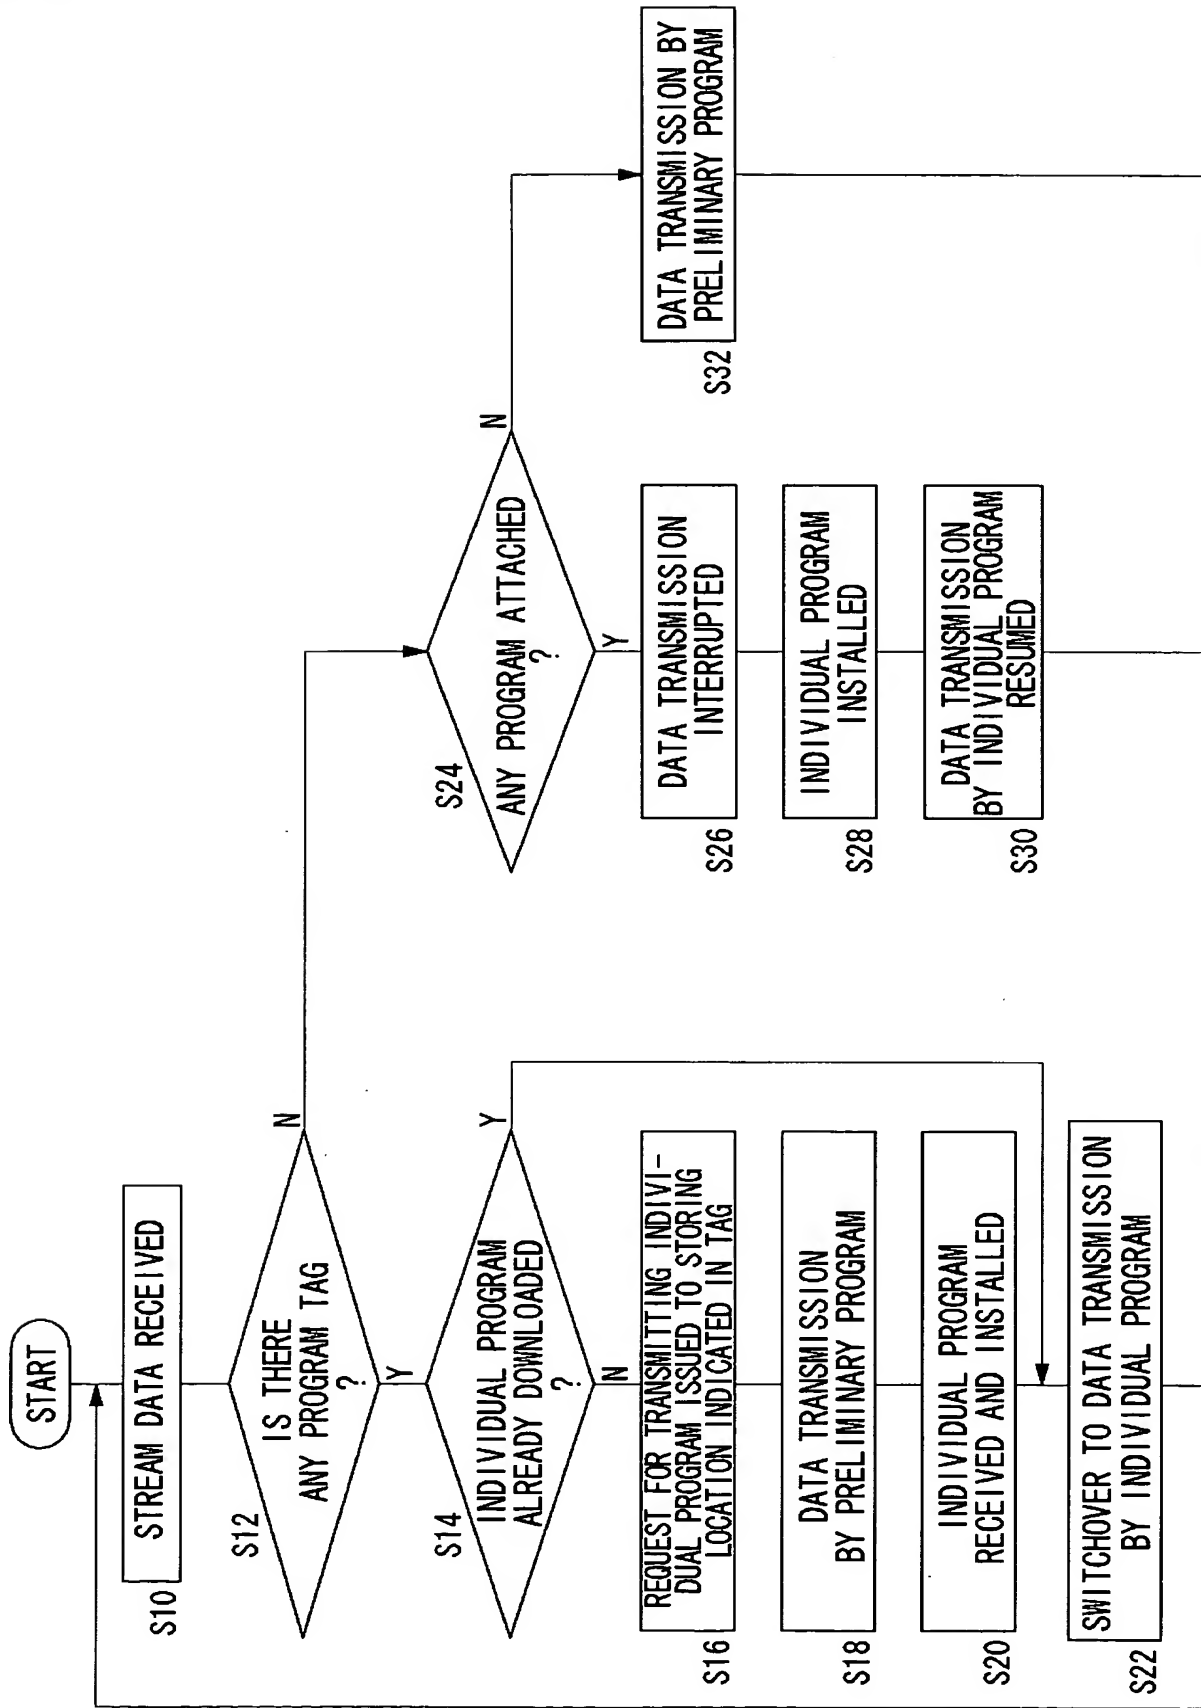 START
STREAM DATA RECEIVED
S10
IS THERE
ANY PROGRAM TAG
?
S12
N
Y
INDIVIDUAL PROGRAM
ALREADY DOWNLOADED
?
S14
Y
N
REQUEST FOR TRANSMITTING INDIVI-
DUAL PROGRAM ISSUED TO STORING
LOCATION INDICATED IN TAG
S16
DATA TRANSMISSION
BY PRELIMINARY PROGRAM
S18
INDIVIDUAL PROGRAM
RECEIVED AND INSTALLED
S20
SWITCHOVER TO DATA TRANSMISSION
BY INDIVIDUAL PROGRAM
S22
ANY PROGRAM ATTACHED
?
S24
N
Y
DATA TRANSMISSION
INTERRUPTED
S26
INDIVIDUAL PROGRAM
INSTALLED
S28
DATA TRANSMISSION
BY INDIVIDUAL PROGRAM
RESUMED
S30
DATA TRANSMISSION BY
PRELIMINARY PROGRAM
S32